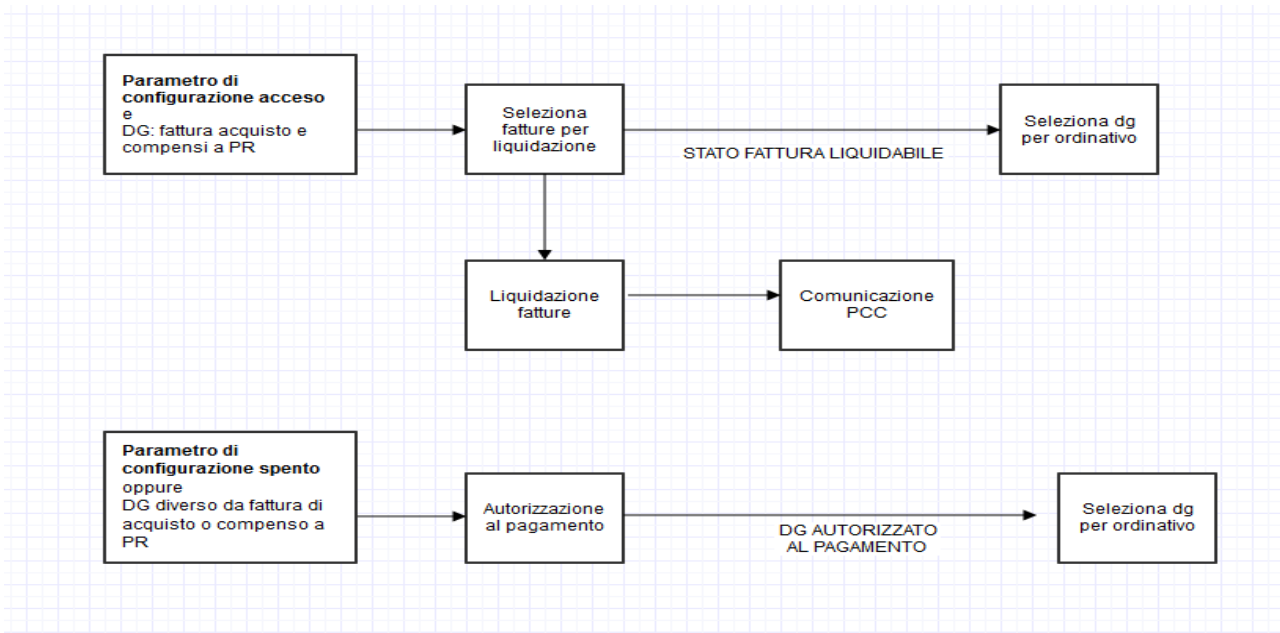 Parametro di
configurazione acceso
e
DG: fattura acquisto e
compensi a PR
Seleziona
fatture per
liquidazione
STATO FATTURA LIQUIDABILE
Seleziona dg
per ordinativo
Liquidazione
fatture
Comunicazione
PCC
Parametro di
configurazione spento
oppure
DG diverso da fattura di
acquisto o compenso a
PR
Autorizzazione
al pagamento
DG AUTORIZZATO
AL PAGAMENTO
Seleziona dg
per ordinativo